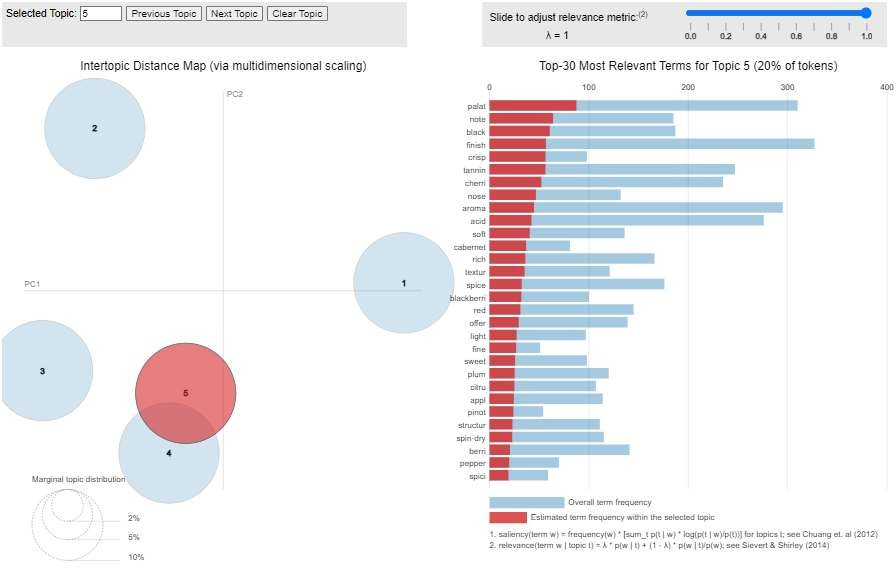 Selected Topic: 5 Previous Topic Next Topic Clear Topic
Slide to adjust relevance metric:(2)
λ = 1
0.0 0.2 0.4 0.6 0.8 1.0
Intertopic Distance Map (via multidimensional scaling)
PC2
PC1
2
1
3
5
4
Marginal topic distribution
2%
5%
10%
Top-30 Most Relevant Terms for Topic 5 (20% of tokens)
0 100 200 300 400
palat
note
black
finish
crisp
tannin
cherri
nose
aroma
acid
soft
cabernet
rich
textur
spice
blackberri
red
offer
light
fine
sweet
plum
citru
appl
pinot
structur
spin-dry
berri
pepper
spici
Overall term frequency
Estimated term frequency within the selected topic
1. saliency(term w) = frequency(w) * [sum_t p(t | w) * log(p(t | w)/p(t))] for topics t; see Chuang et. al (2012)
2. relevance(term w | topic t) = λ * p(w | t) + (1 - λ) * p(w | t)/p(w); see Sievert & Shirley (2014)